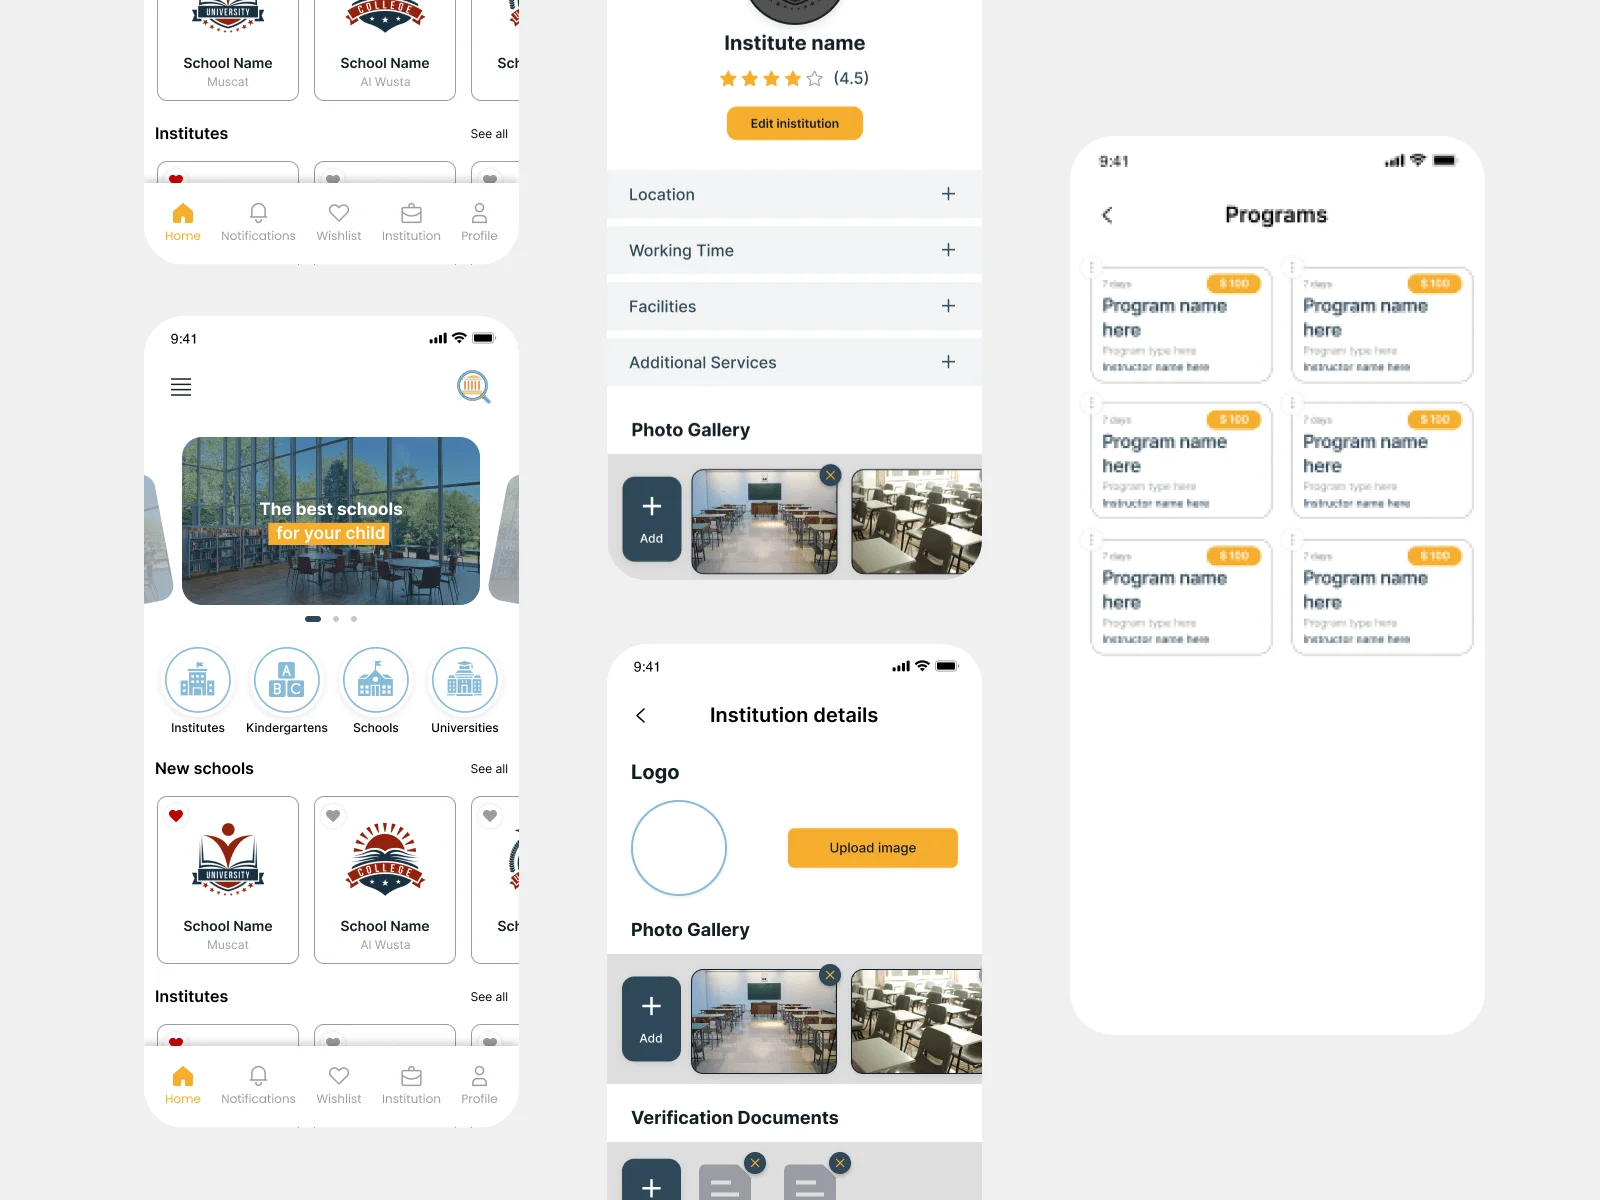 UNIVERSITY
COLLEGE
School Name
Muscat
School Name
Al Wusta
Sch
Institutes
See all
Home
Notifications
Wishlist
Institution
Profile
9:41
The best schools
for your child
Institutes
Kindergartens
A
B C
Schools
Universities
New schools
See all
UNIVERSITY
COLLEGE
School Name
Muscat
School Name
Al Wusta
Sch
Institutes
See all
Home
Notifications
Wishlist
Institution
Profile
Institute name
(4.5)
Edit inistitution
Location
Working Time
Facilities
Additional Services
Photo Gallery
Add
9:41
Institution details
Logo
Upload image
Photo Gallery
Add
Verification Documents
9:41
Programs
7 days
$ 100
Program name
here
Program type here
Instructor name here
7 days
$ 100
Program name
here
Program type here
Instructor name here
7 days
$ 100
Program name
here
Program type here
Instructor name here
7 days
$ 100
Program name
here
Program type here
Instructor name here
7 days
$ 100
Program name
here
Program type here
Instructor name here
7 days
$ 100
Program name
here
Program type here
Instructor name here